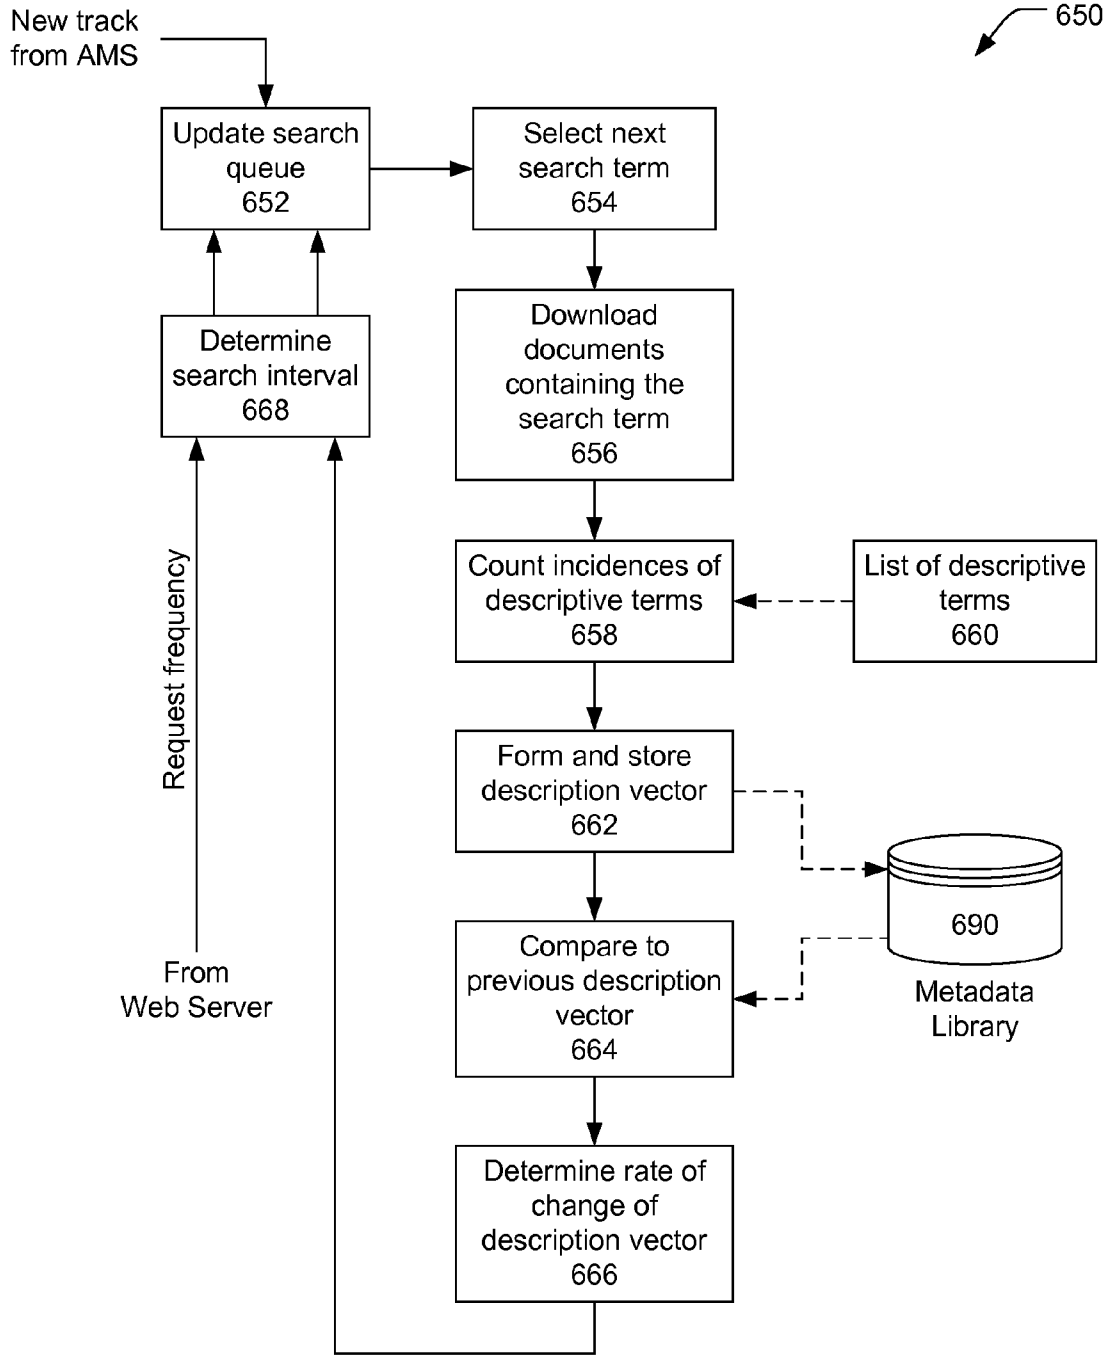 New track
from AMS
650
Update search
queue
652
Select next
search term
654
Download
documents
containing the
search term
656
Determine
search interval
668
Count incidences of
descriptive terms
658
List of descriptive
terms
660
Request frequency
Form and store
description vector
662
690
Metadata
Library
From
Web Server
Compare to
previous description
vector
664
Determine rate of
change of
description vector
666